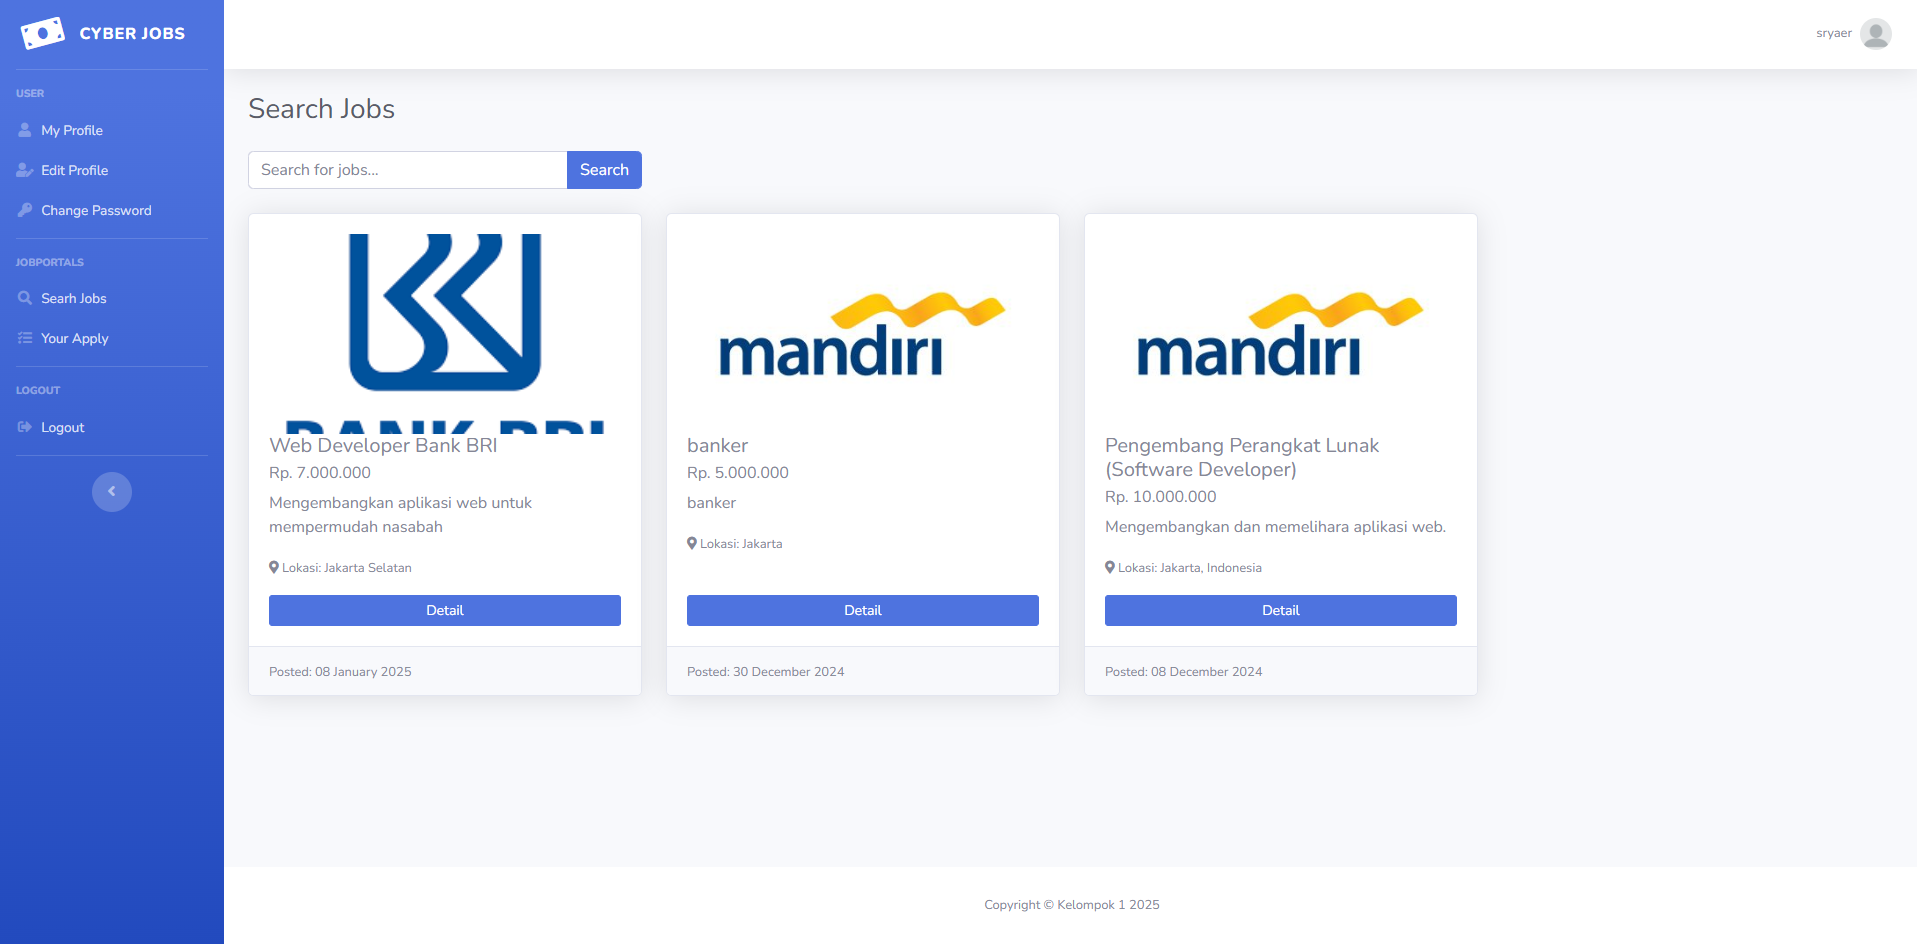 CYBER JOBS
sryaer
USER
My Profile
Edit Profile
Change Password
JOBPORTALS
Searh Jobs
Your Apply
LOGOUT
Logout
Search Jobs
Search for jobs...
Search
BANK BRI
Web Developer Bank BRI
Rp. 7.000.000
Mengembangkan aplikasi web untuk
mempermudah nasabah
Lokasi: Jakarta Selatan
Detail
Posted: 08 January 2025
mandırı
banker
Rp. 5.000.000
banker
Lokasi: Jakarta
Detail
Posted: 30 December 2024
mandırı
Pengembang Perangkat Lunak
(Software Developer)
Rp. 10.000.000
Mengembangkan dan memelihara aplikasi web.
Lokasi: Jakarta, Indonesia
Detail
Posted: 08 December 2024
Copyright © Kelompok 1 2025